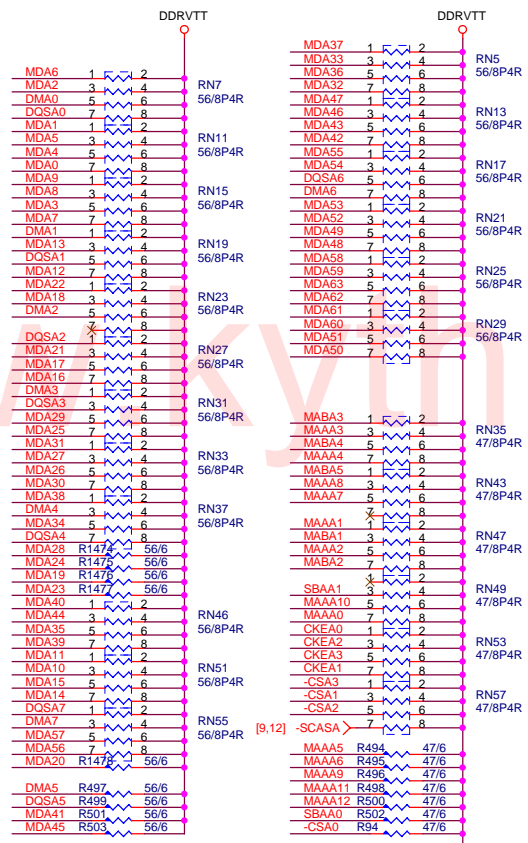 DDRVTT
MDA6 1 2
MDA2 3 4 RN7
DMA0 5 6 56/8P4R
DQSA0 7 8
MDA1 1 2
MDA5 3 4 RN11
MDA4 5 6 56/8P4R
MDA0 7 8
MDA9 1 2
MDA8 3 4 RN15
MDA3 5 6 56/8P4R
MDA7 7 8
DMA1 1 2
MDA13 3 4 RN19
DQSA1 5 6 56/8P4R
MDA12 7 8
MDA22 1 2
MDA18 3 4 RN23
DMA2 5 6 56/8P4R
7 8
DQSA2 1 2
MDA21 3 4 RN27
MDA17 5 6 56/8P4R
MDA16 7 8
DMA3 1 2
DQSA3 3 4 RN31
MDA29 5 6 56/8P4R
MDA25 7 8
MDA31 1 2
MDA27 3 4 RN33
MDA26 5 6 56/8P4R
MDA30 7 8
MDA38 1 2
DMA4 3 4 RN37
MDA34 5 6 56/8P4R
DQSA4 7 8
MDA28 R1474 56/6
MDA24 R1475 56/6
MDA19 R1476 56/6
MDA23 R1477 56/6
MDA40 1 2
MDA44 3 4 RN46
MDA35 5 6 56/8P4R
MDA39 7 8
MDA11 1 2
MDA10 3 4 RN51
MDA15 5 6 56/8P4R
MDA14 7 8
DQSA7 1 2
DMA7 3 4 RN55
MDA57 5 6 56/8P4R
MDA56 7 8
MDA20 R1478 56/6
DMA5 R497 56/6
DQSA5 R499 56/6
MDA41 R501 56/6
MDA45 R503 56/6
DDRVTT
MDA37 1 2
MDA33 3 4 RN5
MDA36 5 6 56/8P4R
MDA32 7 8
MDA47 1 2
MDA46 3 4 RN13
MDA43 5 6 56/8P4R
MDA42 7 8
MDA55 1 2
MDA54 3 4 RN17
DQSA6 5 6 56/8P4R
DMA6 7 8
MDA53 1 2
MDA52 3 4 RN21
MDA49 5 6 56/8P4R
MDA48 7 8
MDA58 1 2
MDA59 3 4 RN25
MDA63 5 6 56/8P4R
MDA62 7 8
MDA61 1 2
MDA60 3 4 RN29
MDA51 5 6 56/8P4R
MDA50 7 8
MABA3 1 2
MAAA3 3 4 RN35
MABA4 5 6 47/8P4R
MAAA4 7 8
MABA5 1 2
MAAA8 3 4 RN43
MAAA7 5 6 47/8P4R
7 8
MAAA1 1 2
MABA1 3 4 RN47
MAAA2 5 6 47/8P4R
MABA2 7 8
1 2
SBAA1 3 4 RN49
MAAA10 5 6 47/8P4R
MAAA0 7 8
CKEA0 1 2
CKEA2 3 4 RN53
CKEA3 5 6 47/8P4R
CKEA1 7 8
-CSA3 1 2
-CSA1 3 4 RN57
-CSA2 5 6 47/8P4R
[9,12] -SCASA 7 8
MAAA5 R494 47/6
MAAA6 R495 47/6
MAAA9 R496 47/6
MAAA11 R498 47/6
MAAA12 R500 47/6
SBAA0 R502 47/6
-CSA0 R94 47/6
w.kyth